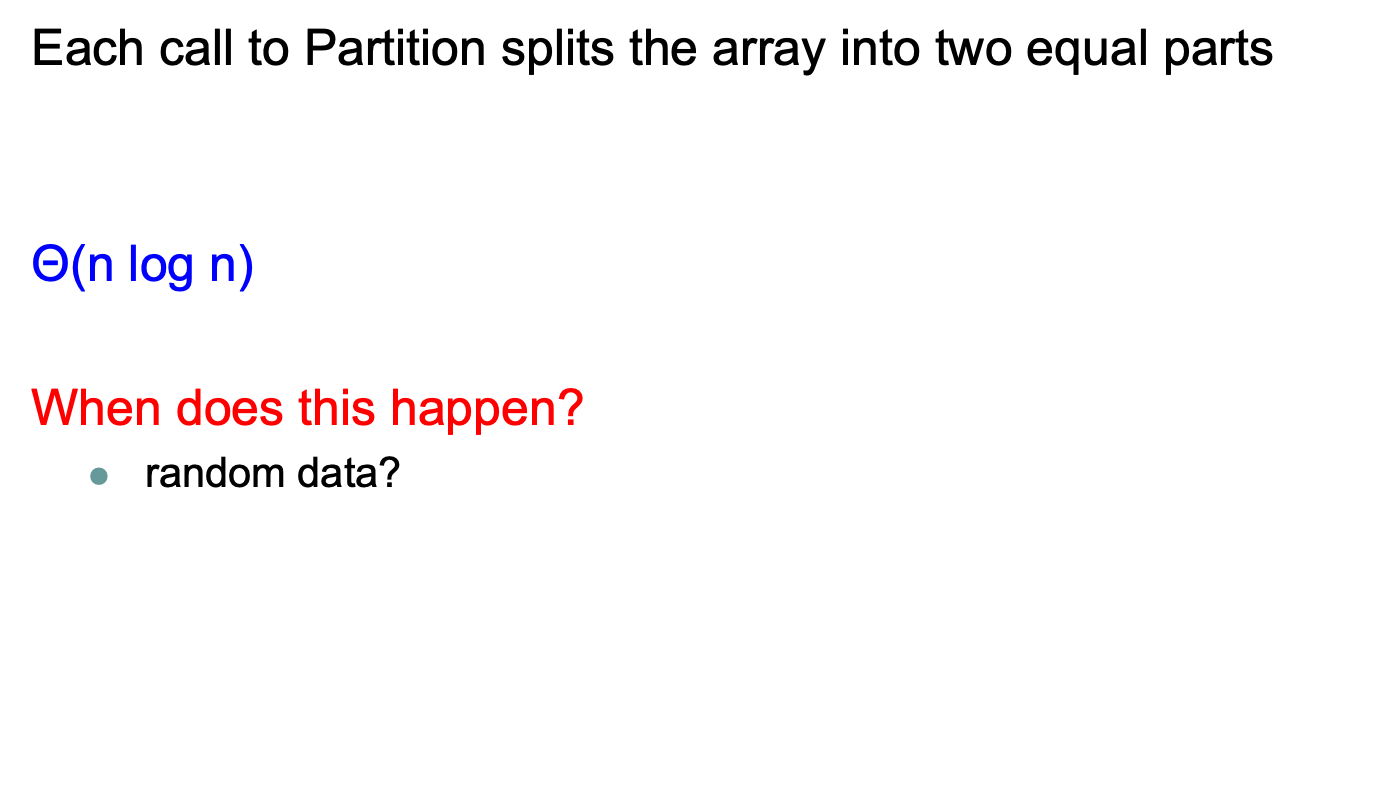 Each call to Partition splits the array into two equal parts
Θ(n log n)
When does this happen?
● random data?